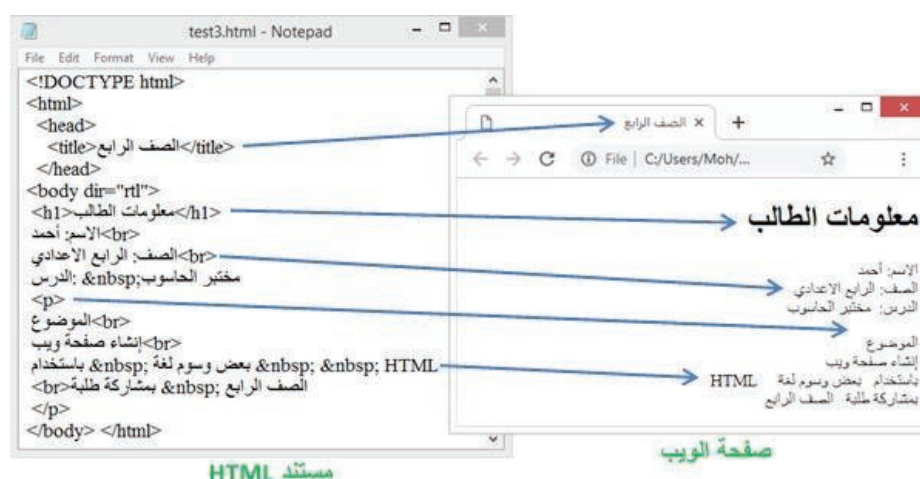 test3.html - Notepad
File Edit Format View Help
<!DOCTYPE html>
<html>
<head>
<title>الصف الرابع</title>
</head>
<body dir="rtl">
<h1>معلومات الطالب</h1>
الاسم: أحمد<br>
الصف: الرابع الاعدادي<br>
الدرس: &nbsp;مختبر الحاسوب
<p>
الموضوع<br>
إنشاء صفحة ويب<br>
باستخدام &nbsp; بعض وسوم لغة &nbsp; &nbsp; HTML
<br>بمشاركة طلبة &nbsp; الصف الرابع
</p>
</body> </html>
مستند HTML
الصف الرابع
File C:/Users/Moh/...
معلومات الطالب
الاسم: أحمد
الصف: الرابع الاعدادي
الدرس: مختبر الحاسوب
الموضوع
إنشاء صفحة ويب
باستخدام بعض وسوم لغة HTML
بمشاركة طلبة الصف الرابع
صفحة الويب